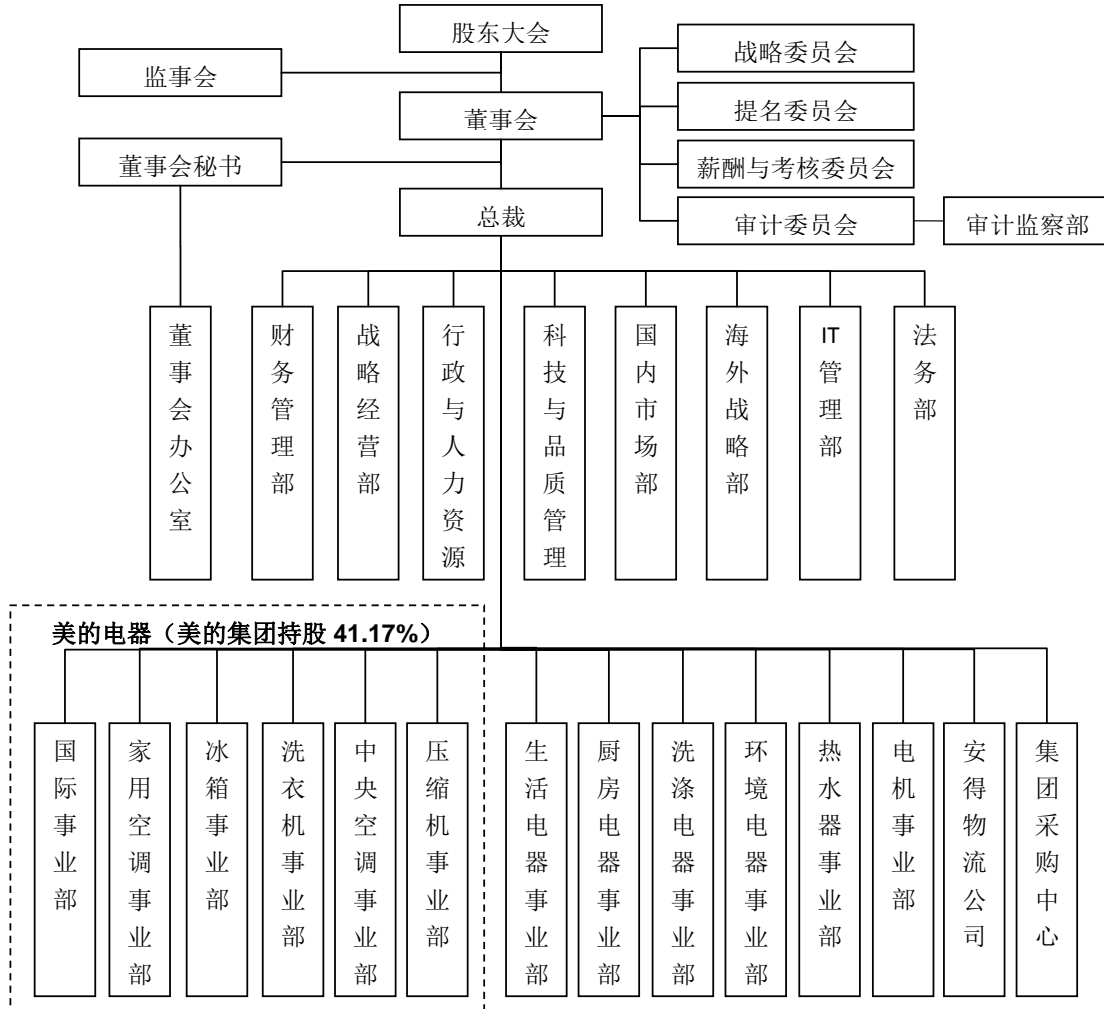 股东大会
监事会
战略委员会
董事会
提名委员会
董事会秘书
薪酬与考核委员会
总裁
审计委员会
审计监察部
董事会办公室
财务管理部
战略经营部
行政与人力资源
科技与品质管理
国内市场部
海外战略部
IT管理部
法务部
美的电器（美的集团持股 41.17%）
国际事业部
家用空调事业部
冰箱事业部
洗衣机事业部
中央空调事业部
压缩机事业部
生活电器事业部
厨房电器事业部
洗涤电器事业部
环境电器事业部
热水器事业部
电机事业部
安得物流公司
集团采购中心